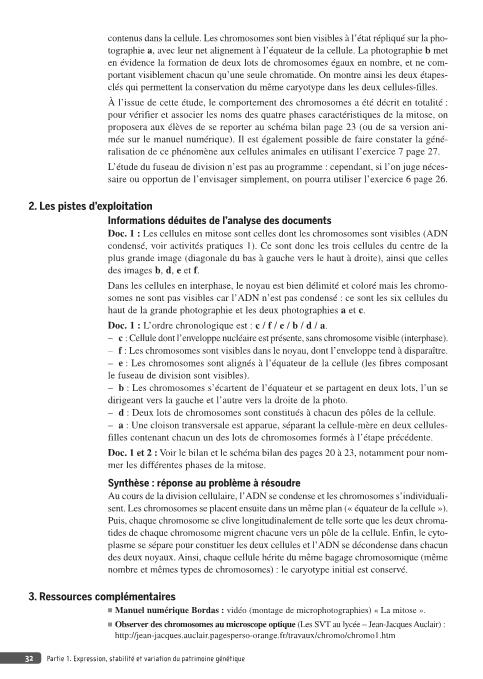 contenus dans la cellule. Les chromosomes sont bien visibles à l'état répliqué sur la pho-
tographie a, avec leur net alignement à l'équateur de la cellule. La photographie b met
en évidence la formation de deux lots de chromosomes égaux en nombre, et ne com-
portant visiblement chacun qu'une seule chromatide. On montre ainsi les deux étapes-
clés qui permettent la conservation du même caryotype dans les deux cellules-filles.
À l'issue de cette étude, le comportement des chromosomes a été décrit en totalité :
pour vérifier et associer les noms des quatre phases caractéristiques de la mitose, on
proposera aux élèves de se reporter au schéma bilan page 23 (ou de sa version ani-
mée sur le manuel numérique). Il est également possible de faire constater la géné-
ralisation de ce phénomène aux cellules animales en utilisant l'exercice 7 page 27.
L'étude du fuseau de division n'est pas au programme : cependant, si l'on juge néces-
saire ou opportun de l'envisager simplement, on pourra utiliser l'exercice 6 page 26.
2. Les pistes d'exploitation
Informations déduites de l'analyse des documents
Doc. 1 : Les cellules en mitose sont celles dont les chromosomes sont visibles (ADN
condensé, voir activités pratiques 1). Ce sont donc les trois cellules du centre de la
plus grande image (diagonale du bas à gauche vers le haut à droite), ainsi que celles
des images b, d, e et f.
Dans les cellules en interphase, le noyau est bien délimité et coloré mais les chromo-
somes ne sont pas visibles car l'ADN n'est pas condensé : ce sont les six cellules du
haut de la grande photographie et les deux photographies a et c.
Doc. 1 : L'ordre chronologique est : c / f / e / b / d / a.
– c : Cellule dont l'enveloppe nucléaire est présente, sans chromosome visible (interphase).
– f : Les chromosomes sont visibles dans le noyau, dont l'enveloppe tend à disparaître.
– e : Les chromosomes sont alignés à l'équateur de la cellule (les fibres composant
le fuseau de division sont visibles).
– b : Les chromosomes s'écartent de l'équateur et se partagent en deux lots, l'un se
dirigeant vers la gauche et l'autre vers la droite de la photo.
– d : Deux lots de chromosomes sont constitués à chacun des pôles de la cellule.
– a : Une cloison transversale est apparue, séparant la cellule-mère en deux cellules-
filles contenant chacun un des lots de chromosomes formés à l'étape précédente.
Doc. 1 et 2 : Voir le bilan et le schéma bilan des pages 20 à 23, notamment pour nom-
mer les différentes phases de la mitose.
Synthèse : réponse au problème à résoudre
Au cours de la division cellulaire, l'ADN se condense et les chromosomes s'individuali-
sent. Les chromosomes se placent ensuite dans un même plan (« équateur de la cellule »).
Puis, chaque chromosome se clive longitudinalement de telle sorte que les deux chroma-
tides de chaque chromosome migrent chacune vers un pôle de la cellule. Enfin, le cyto-
plasme se sépare pour constituer les deux cellules et l'ADN se décondense dans chacun
des deux noyaux. Ainsi, chaque cellule hérite du même bagage chromosomique (même
nombre et mêmes types de chromosomes) : le caryotype initial est conservé.
3. Ressources complémentaires
■ Manuel numérique Bordas : vidéo (montage de microphotographies) « La mitose ».
■ Observer des chromosomes au microscope optique (Les SVT au lycée – Jean-Jacques Auclair) :
http://jean-jacques.auclair.pagesperso-orange.fr/travaux/chromo/chromo1.htm
32 Partie 1. Expression, stabilité et variation du patrimoine génétique